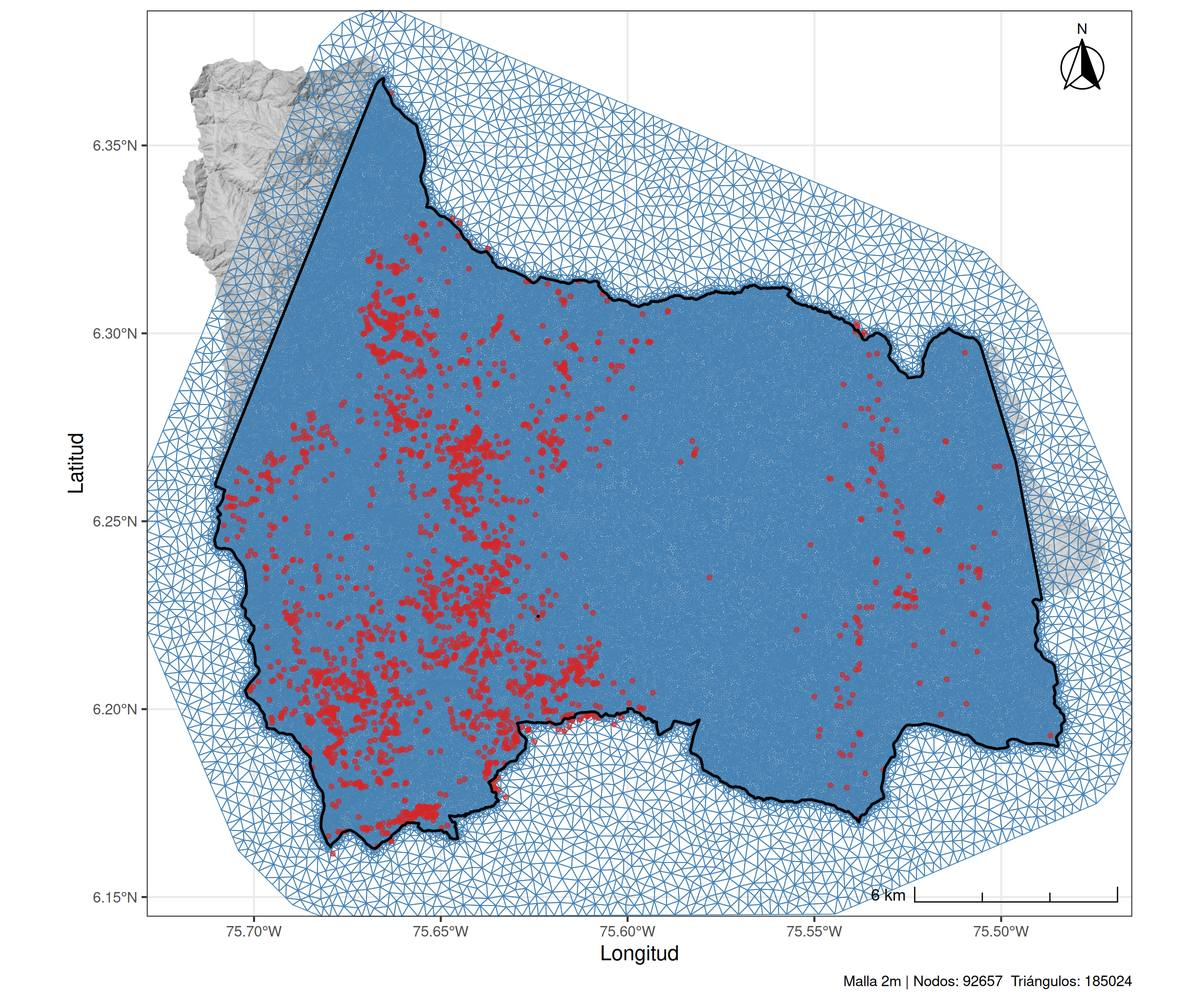 N
6.35°N
6.30°N
6.25°N
6.20°N
6.15°N
Latitud
6 km
75.70°W
75.65°W
75.60°W
75.55°W
75.50°W
Longitud
Malla 2m | Nodos: 92657 Triángulos: 185024